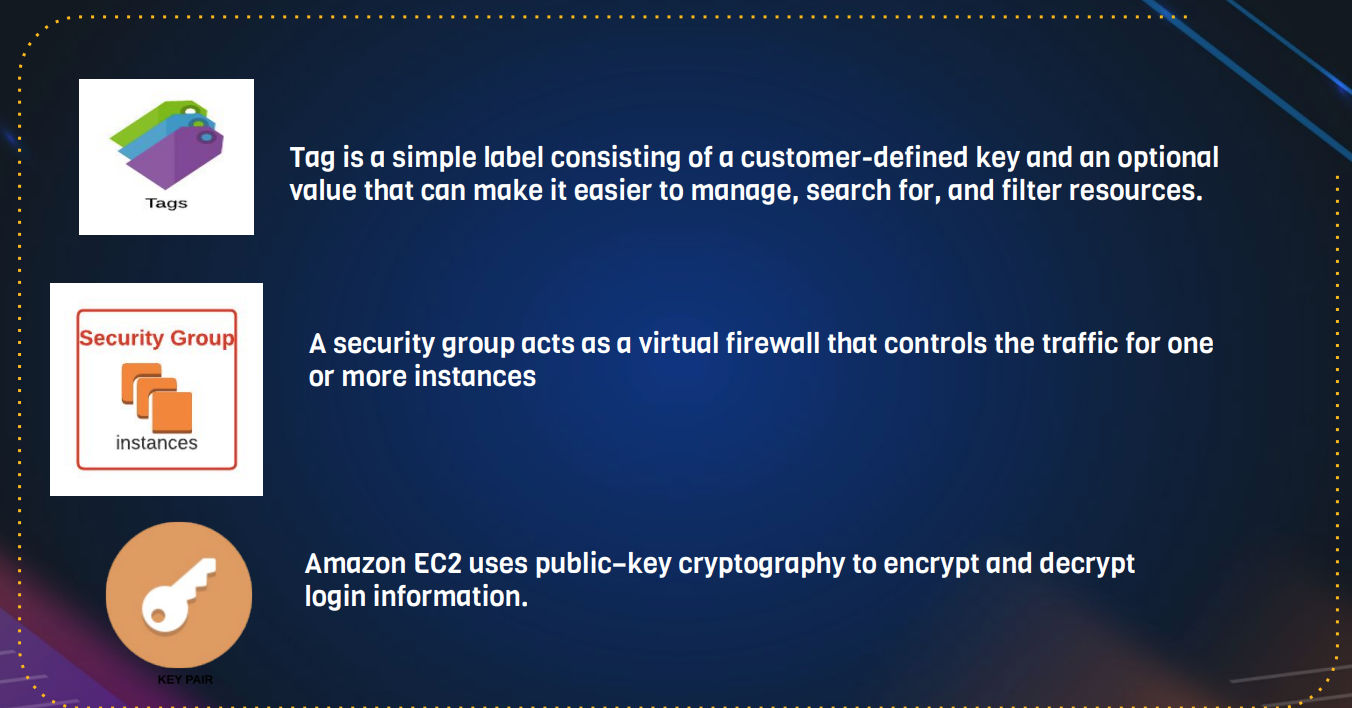 Tags
Tag is a simple label consisting of a customer-defined key and an optional
value that can make it easier to manage, search for, and filter resources.
Security Group
instances
A security group acts as a virtual firewall that controls the traffic for one
or more instances
Amazon EC2 uses public–key cryptography to encrypt and decrypt
login information.
KEY PAIR